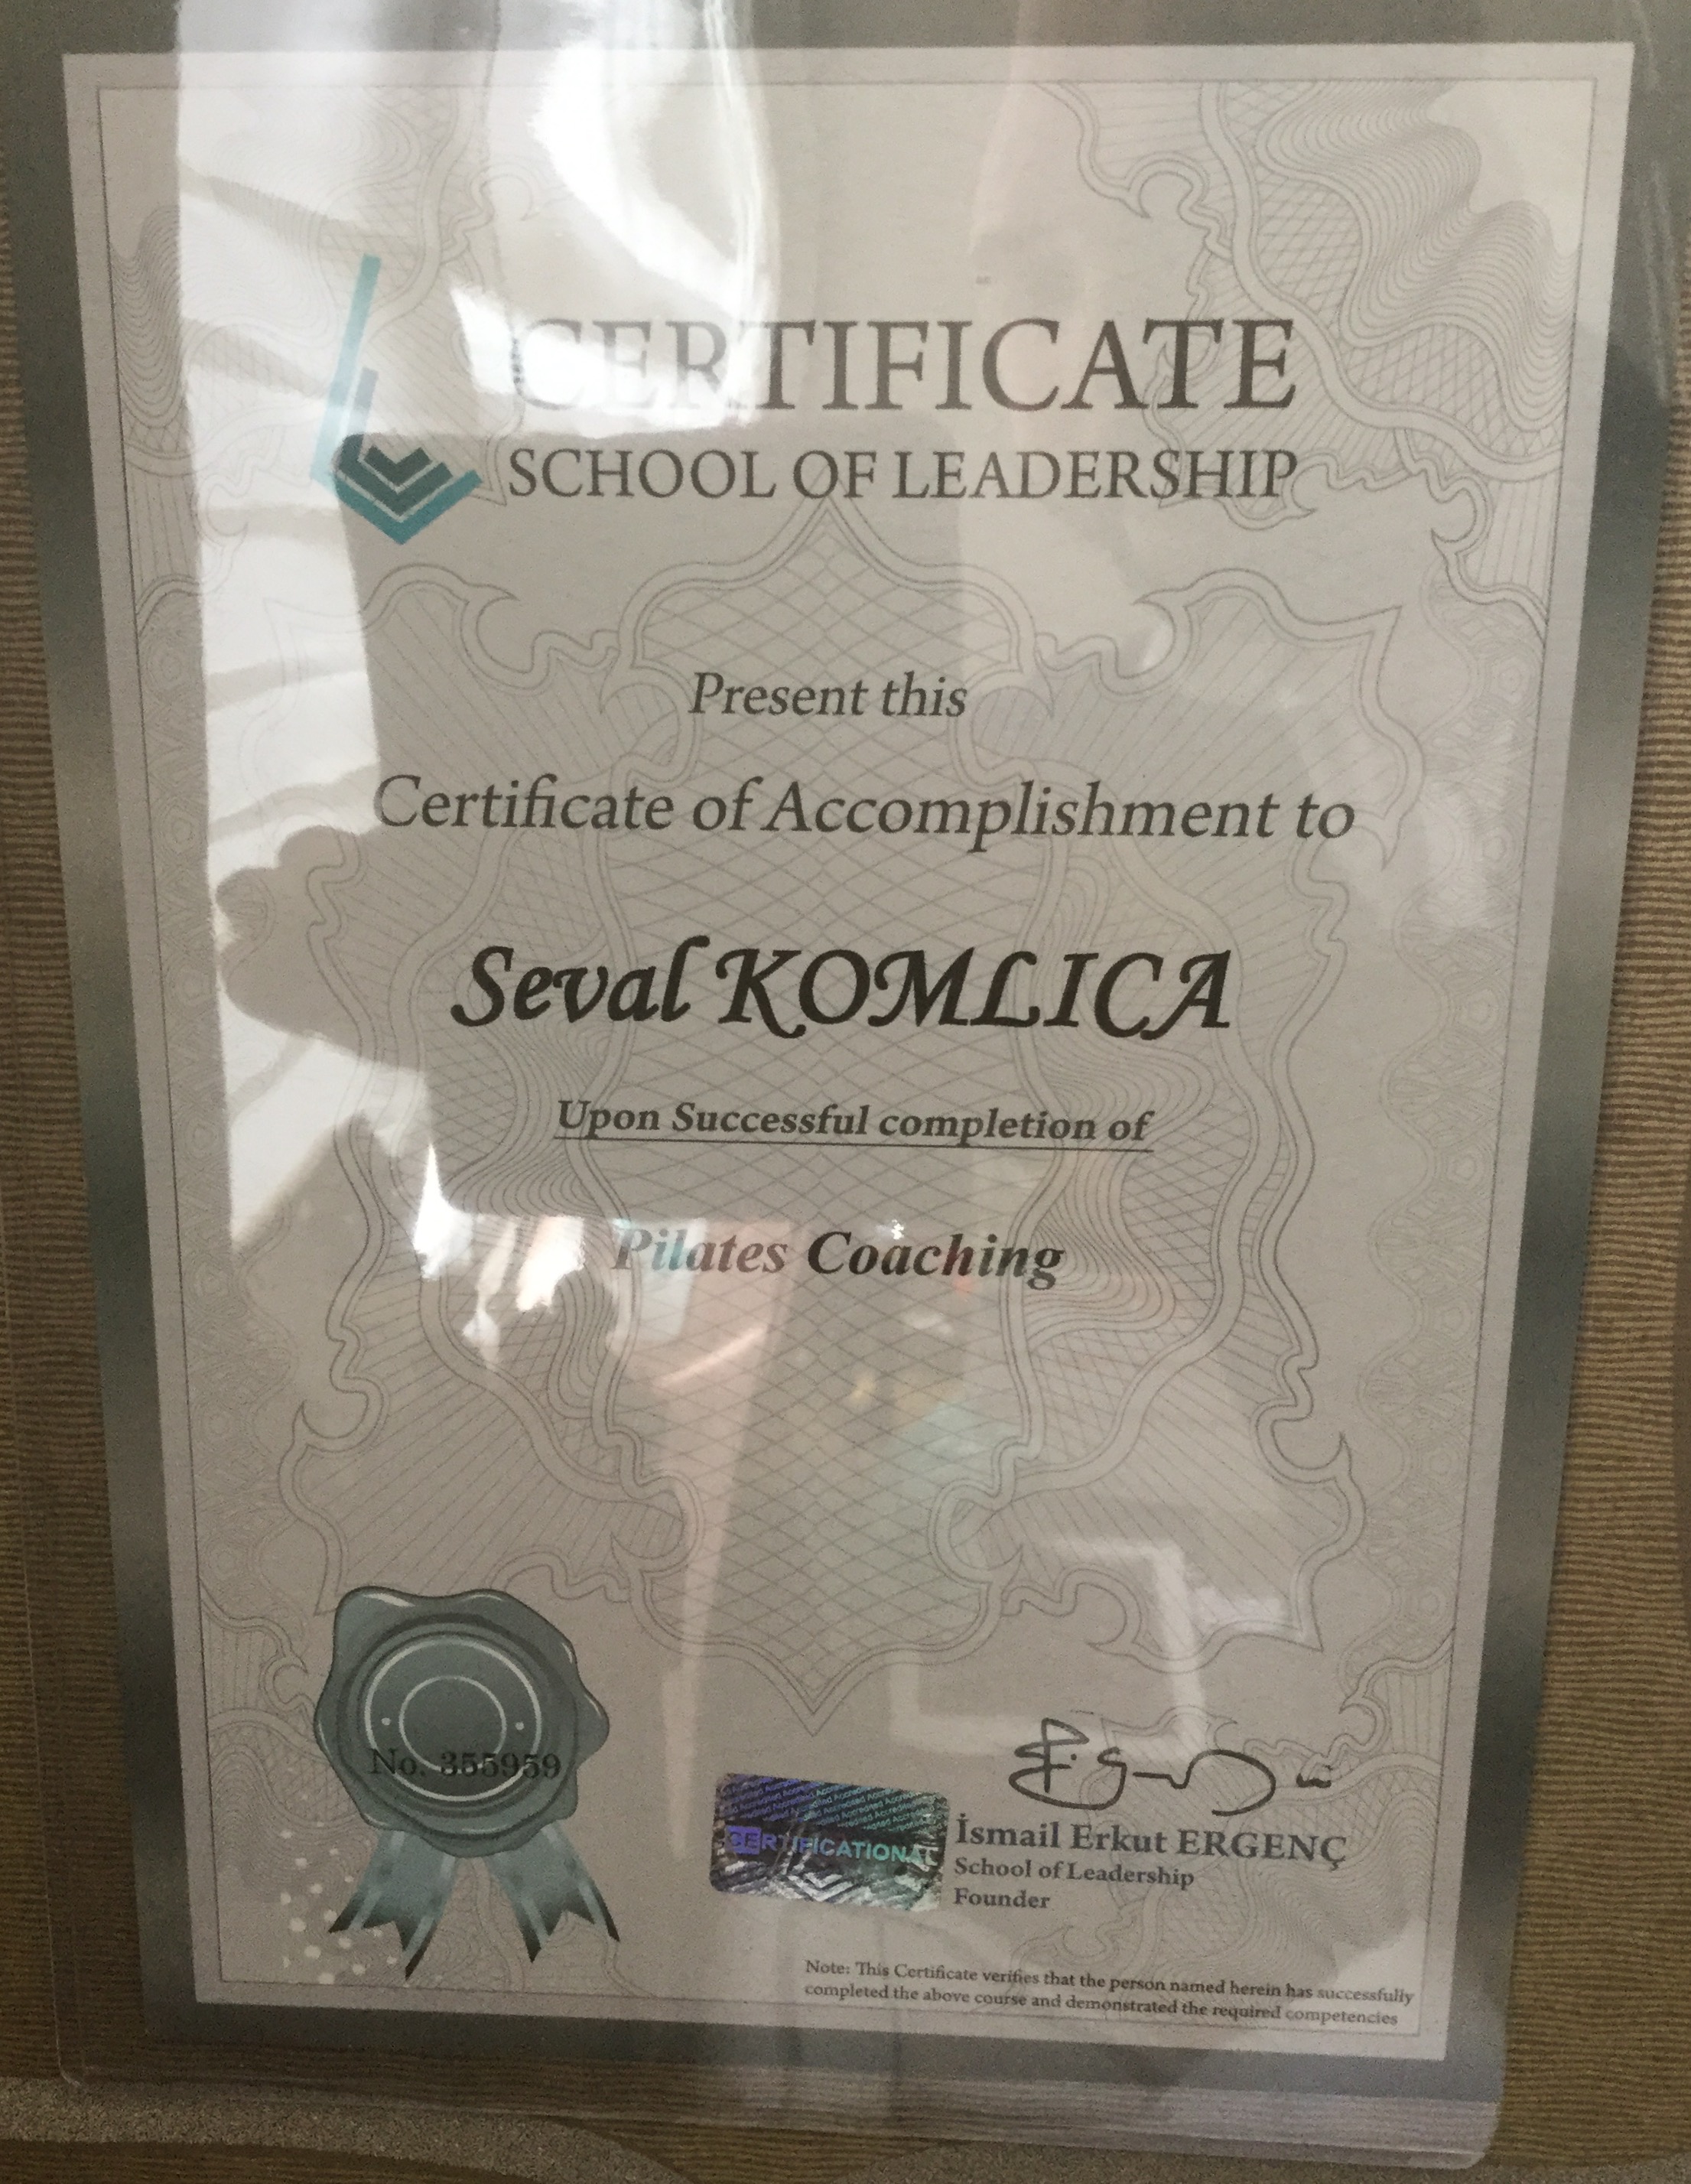 CERTIFICATE
SCHOOL OF LEADERSHIP
Present this
Certificate of Accomplishment to
Seval KOMLICA
Upon Successful completion of
Pilates Coaching
No. 355959
CERTIFICATIONAL
İsmail Erkut ERGENÇ
School of Leadership
Founder
Note: This Certificate verifies that the person named herein has successfully
completed the above course and demonstrated the required competencies